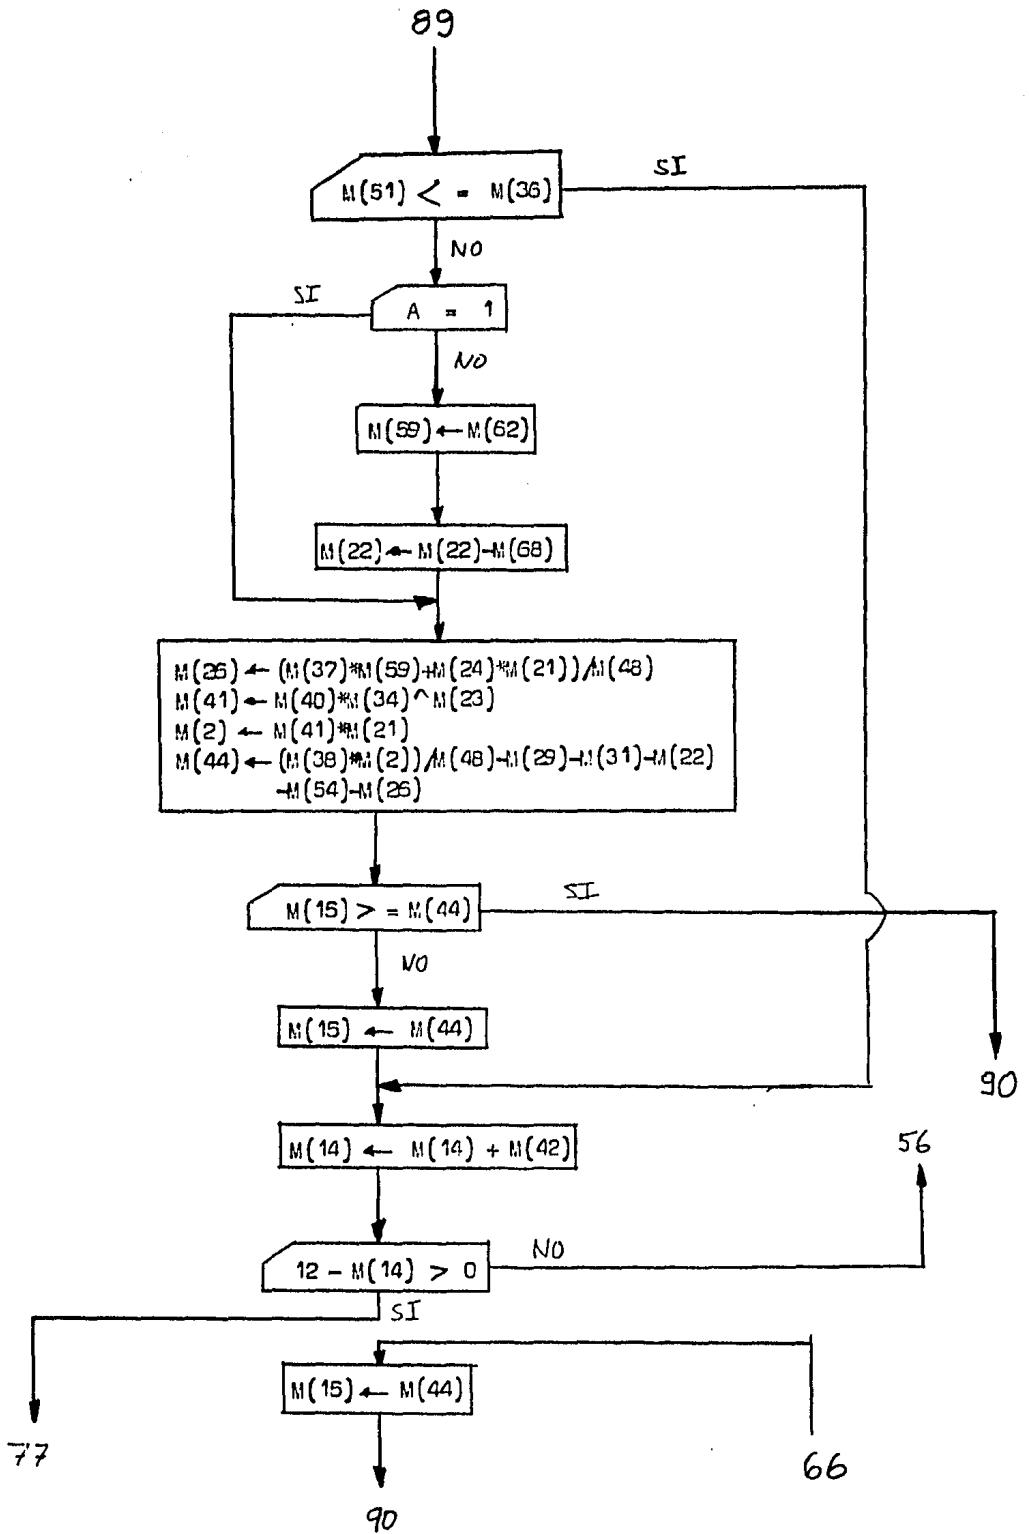 89
M(51) < = M(36)
SI
NO
SI
A = 1
NO
M(59)←M(62)
M(22)← M(22)-M(68)
M(26)← (M(37)*M(59)+M(24)*M(21))/M(48)
M(41)← M(40)*M(34)^M(23)
M(2) ← M(41)*M(21)
M(44)← (M(38)*M(2))/M(48)-M(29)-M(31)-M(22)
-M(54)-M(26)
M(15) > = M(44)
SI
NO
M(15) ← M(44)
90
M(14) ← M(14) + M(42)
56
12 - M(14) > 0
NO
SI
M(15)← M(44)
77
66
90